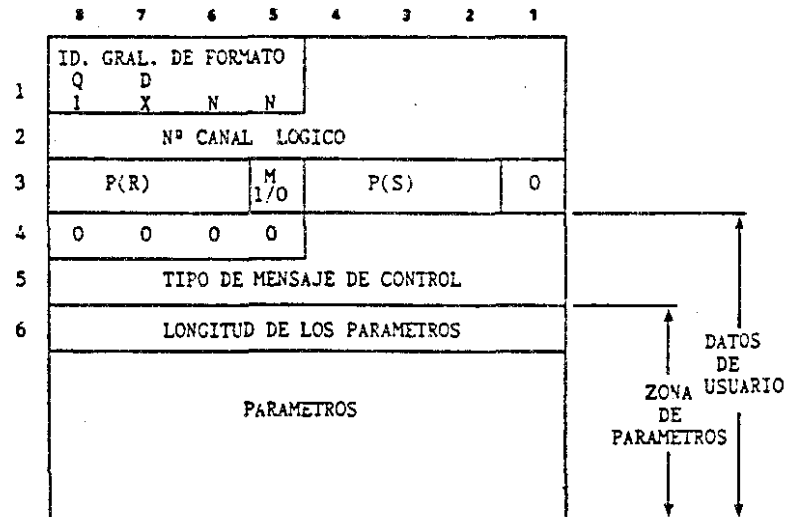 8 7 6 5 4 3 2 1
ID. GRAL. DE FORMATO
Q D
1 1 X N N
2 Nº CANAL LOGICO
3 P(R) M 1/0 P(S) 0
4 0 0 0 0
5 TIPO DE MENSAJE DE CONTROL
6 LONGITUD DE LOS PARAMETROS
PARAMETROS
ZONA
DE
PARAMETROS
DATOS
DE
USUARIO